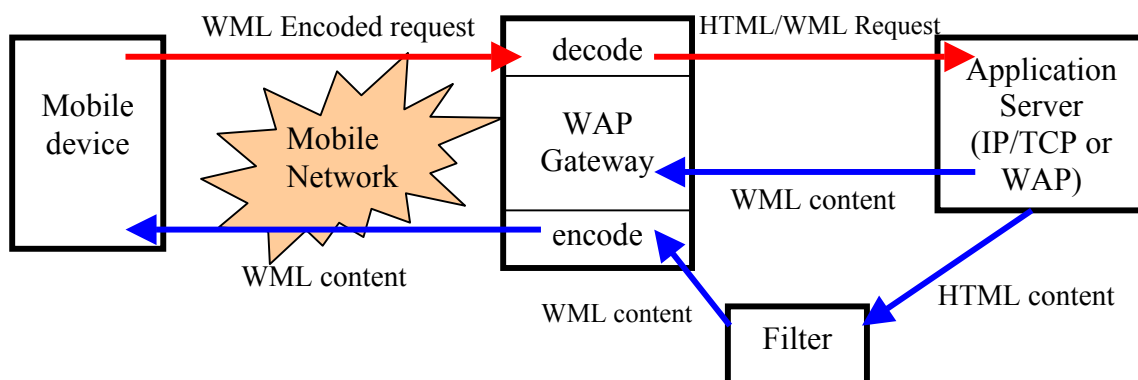 WML Encoded request
HTML/WML Request
decode
Mobile
device
Mobile
Network
WAP
Gateway
Application
Server
(IP/TCP or
WAP)
WML content
encode
WML content
WML content
HTML content
Filter